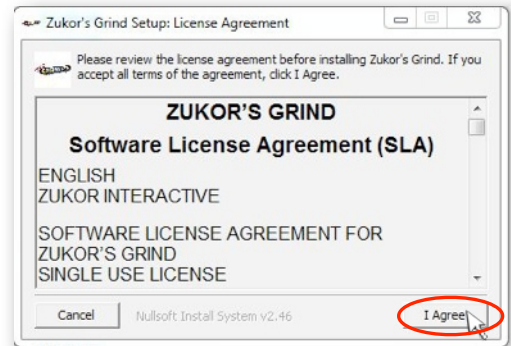 Zukor's Grind Setup: License Agreement
Please review the license agreement before installing Zukor's Grind. If you
accept all terms of the agreement, click I Agree.
ZUKOR'S GRIND
Software License Agreement (SLA)
ENGLISH
ZUKOR INTERACTIVE
SOFTWARE LICENSE AGREEMENT FOR
ZUKOR'S GRIND
SINGLE USE LICENSE
Cancel
Nullsoft Install System v2.46
I Agree